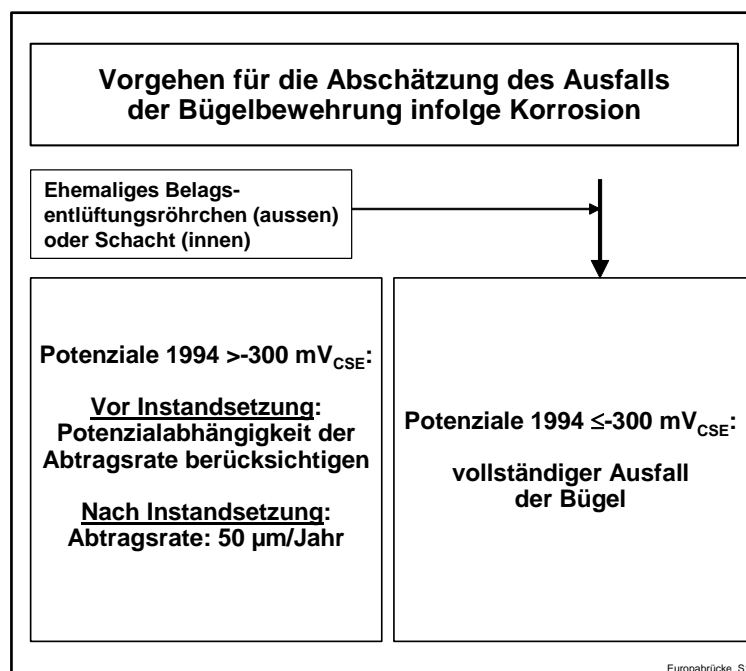 Vorgehen für die Abschätzung des Ausfalls
der Bügelbewehrung infolge Korrosion
Ehemaliges Belags-
entlüftungsröhrchen (aussen)
oder Schacht (innen)
Potenziale 1994 >-300 mVCSE:
Vor Instandsetzung:
Potenzialabhängigkeit der
Abtragsrate berücksichtigen
Nach Instandsetzung:
Abtragsrate: 50 µm/Jahr
Potenziale 1994 ≤-300 mVCSE:
vollständiger Ausfall
der Bügel
Europabrücke